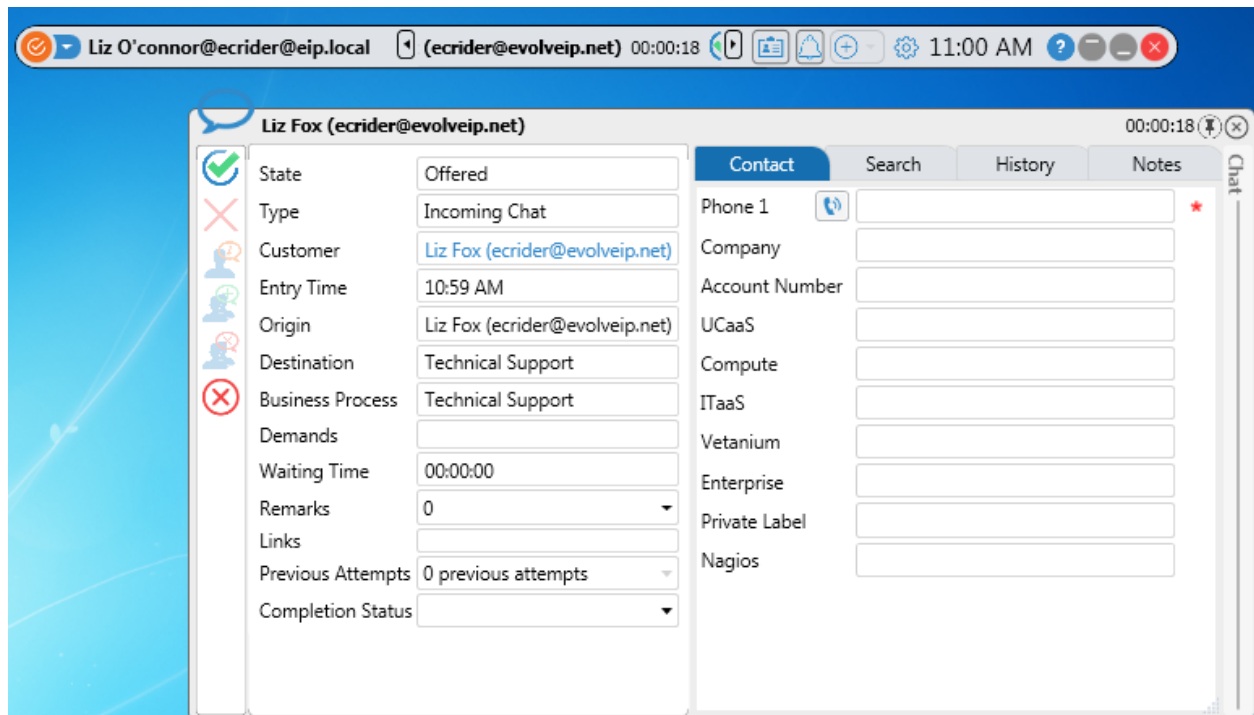 Liz O'connor@ecrider@eip.local (ecrider@evolveip.net) 00:00:18 11:00 AM ?
Liz Fox (ecrider@evolveip.net) 00:00:18
State Offered
Type Incoming Chat
Customer Liz Fox (ecrider@evolveip.net)
Entry Time 10:59 AM
Origin Liz Fox (ecrider@evolveip.net)
Destination Technical Support
Business Process Technical Support
Demands
Waiting Time 00:00:00
Remarks 0
Links
Previous Attempts 0 previous attempts
Completion Status
Contact Search History Notes
Phone 1 *
Company
Account Number
UCaaS
Compute
ITaaS
Vetanium
Enterprise
Private Label
Nagios
Chat